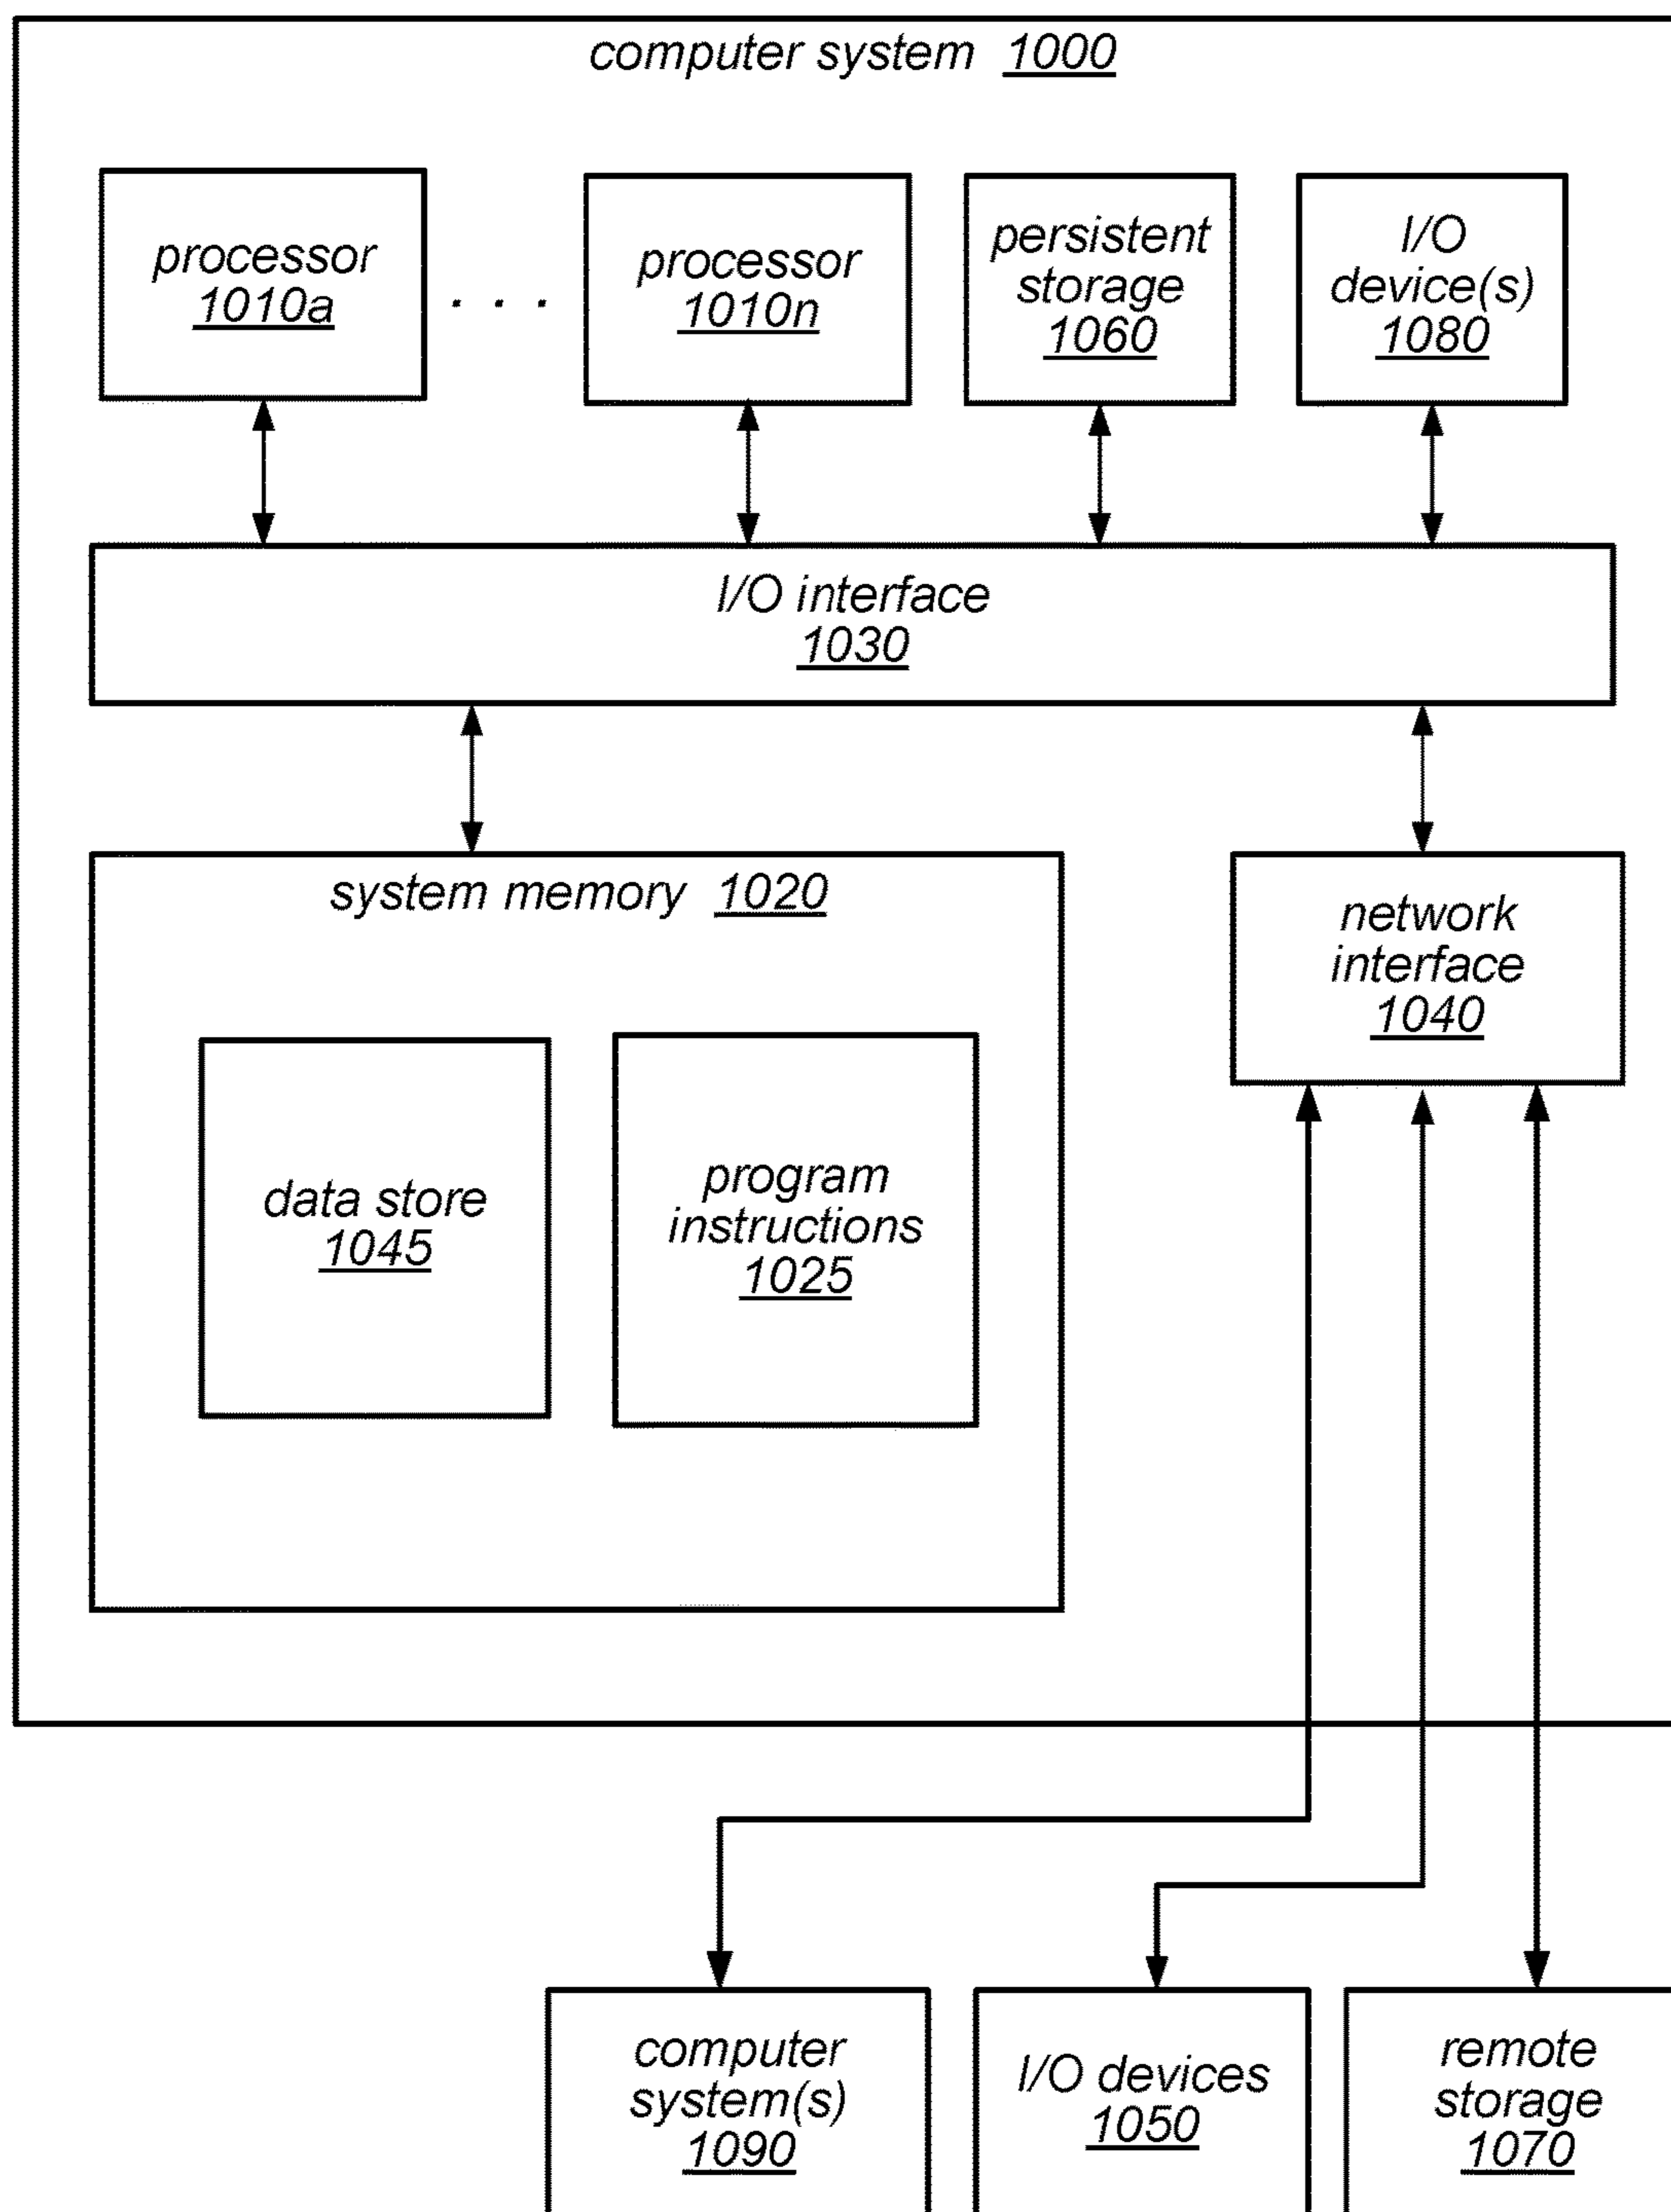 computer system 1000
processor
1010a
. . .
processor
1010n
persistent
storage
1060
I/O
device(s)
1080
I/O interface
1030
system memory 1020
network
interface
1040
data store
1045
program
instructions
1025
computer
system(s)
1090
I/O devices
1050
remote
storage
1070